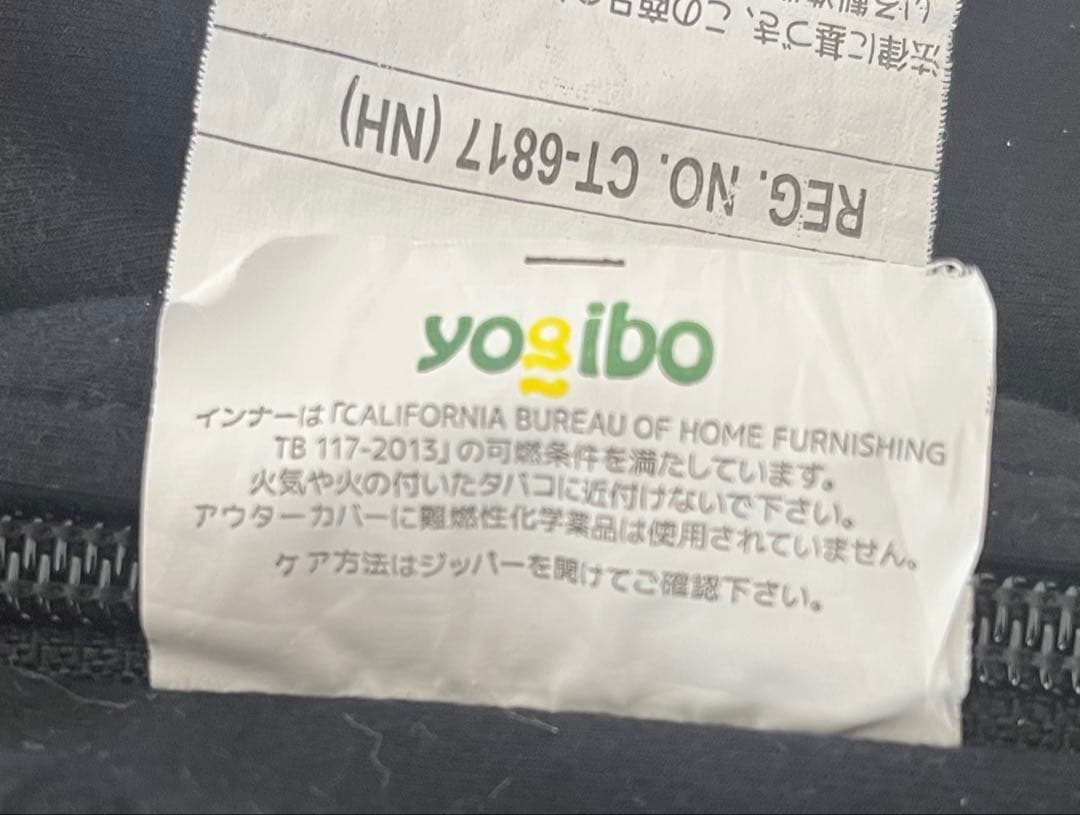 法律に基づき、この商品の
REG. NO. CT-6817 (NH)
yogibo
インナーは「CALIFORNIA BUREAU OF HOME FURNISHING
TB 117-2013」の可燃条件を満たしています。
火気や火の付いたタバコに近付けないで下さい。
アウターカバーに難燃性化学薬品は使用されていません。
ケア方法はジッパーを開けてご確認下さい。